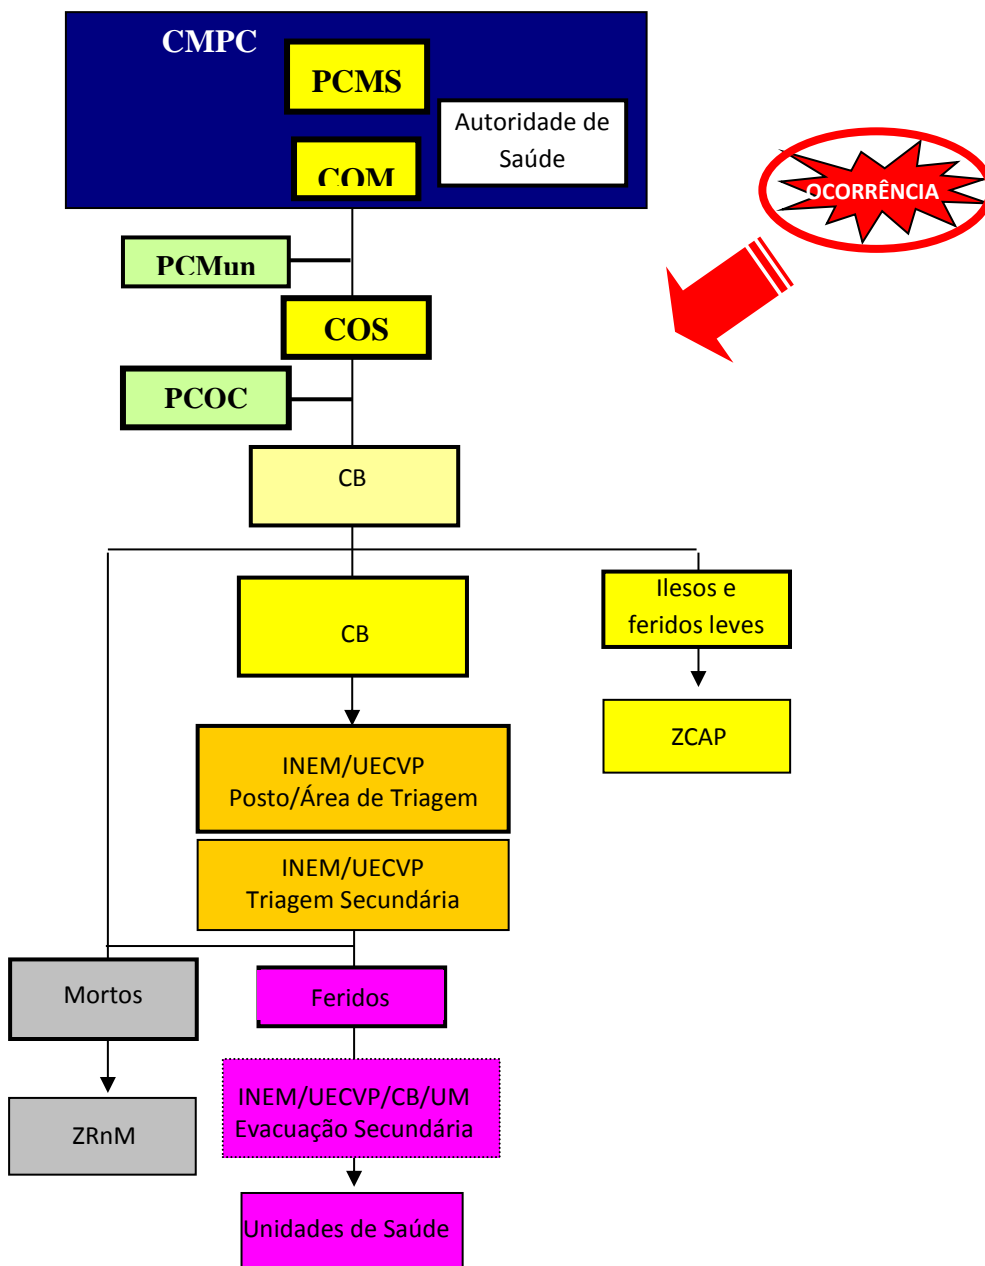 CMPC
PCMS
Autoridade de
Saúde
COM
OCORRÊNCIA
PCMun
COS
PCOC
CB
CB
Ilesos e
feridos leves
ZCAP
INEM/UECVP
Posto/Área de Triagem
INEM/UECVP
Triagem Secundária
Mortos
Feridos
ZRnM
INEM/UECVP/CB/UM
Evacuação Secundária
Unidades de Saúde